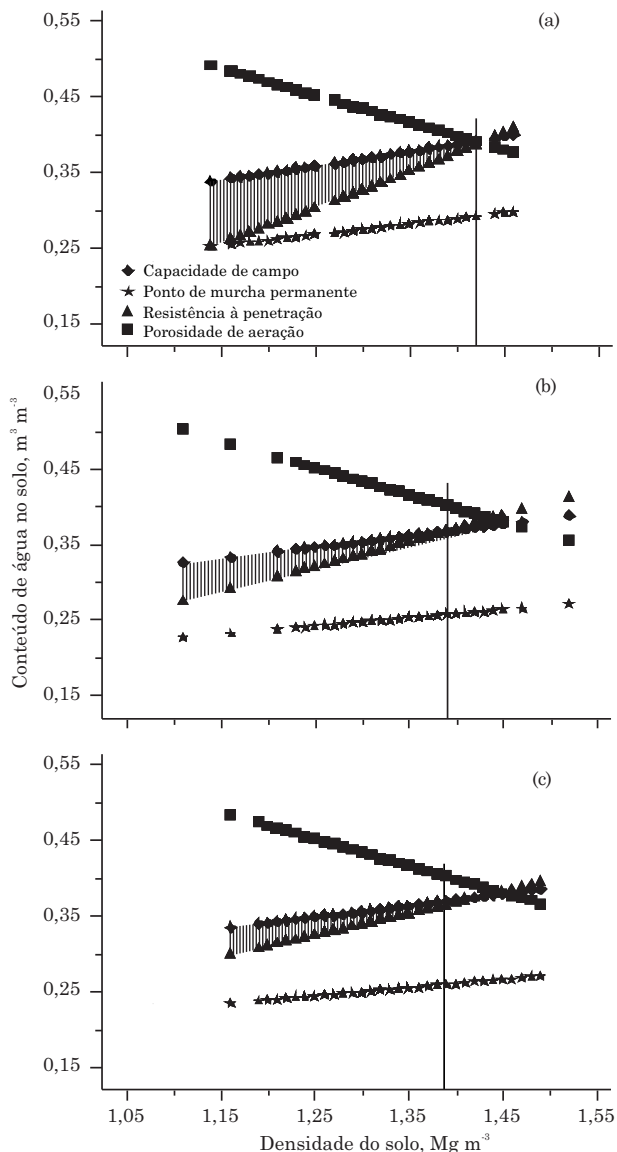 (a)
0,55
0,45
0,35
0,25
0,15
Capacidade de campo
Ponto de murcha permanente
Resistência à penetração
Porosidade de aeração
(b)
0,55
0,45
0,35
0,25
0,15
Conteúdo de água no solo, m³ m⁻³
(c)
0,55
0,45
0,35
0,25
0,15
1,05 1,15 1,25 1,35 1,45 1,55
Densidade do solo, Mg m⁻³